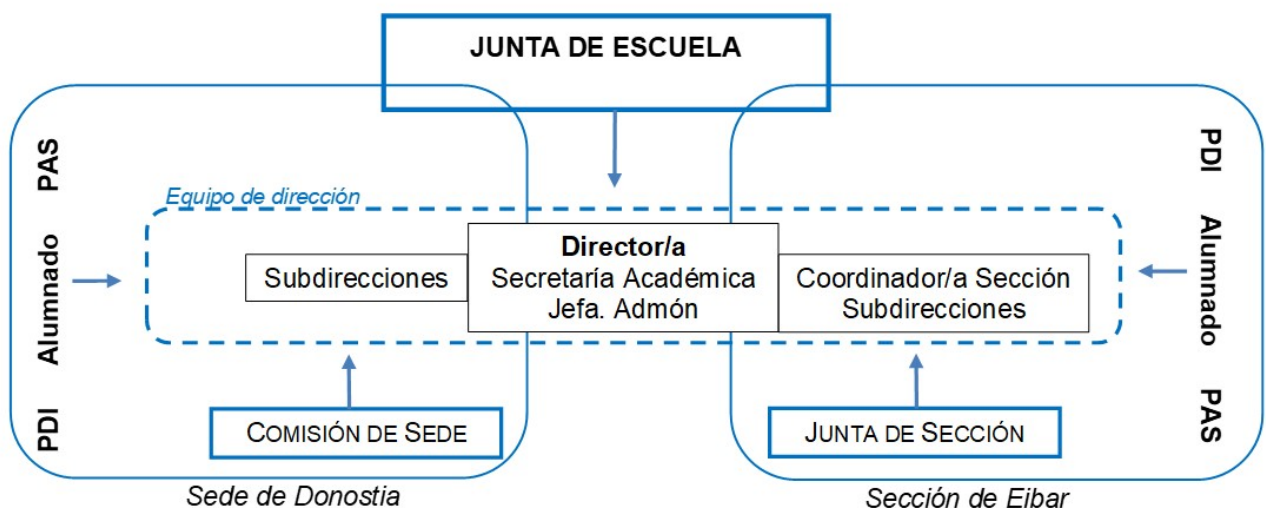 JUNTA DE ESCUELA
PAS
Alumnado
PDI
Equipo de dirección
Subdirecciones
Director/a
Secretaría Académica
Jefa. Admón
Coordinador/a Sección
Subdirecciones
PDI
Alumnado
PAS
COMISIÓN DE SEDE
JUNTA DE SECCIÓN
Sede de Donostia
Sección de Eibar